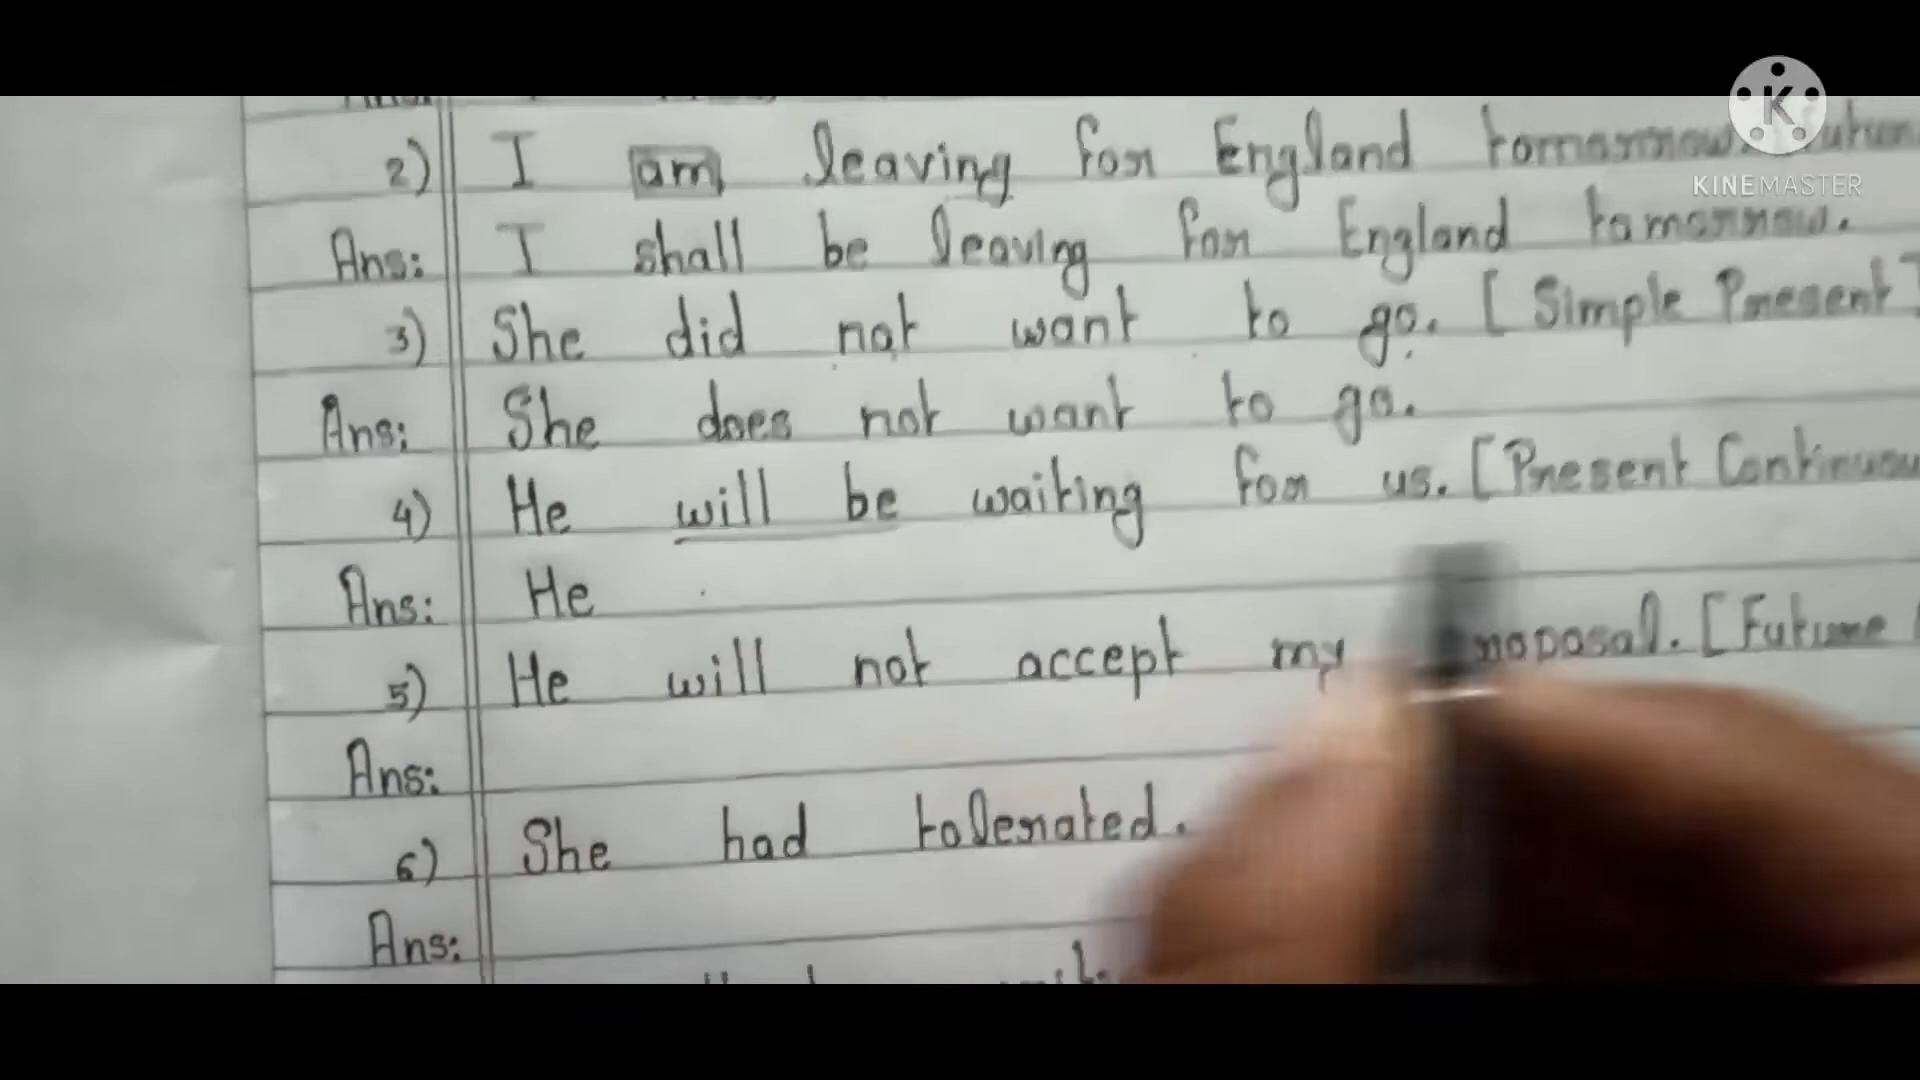 KINEMASTER
2) I am leaving for England tomorrow.
Ans: I shall be leaving for England tomorrow.
3) She did not want to go. [Simple Present]
Ans: She does not want to go.
4) He will be waiting for us. [Present Continuou
Ans: He
5) He will not accept my proposal. [Future
Ans:
6) She had tolerated.
Ans: